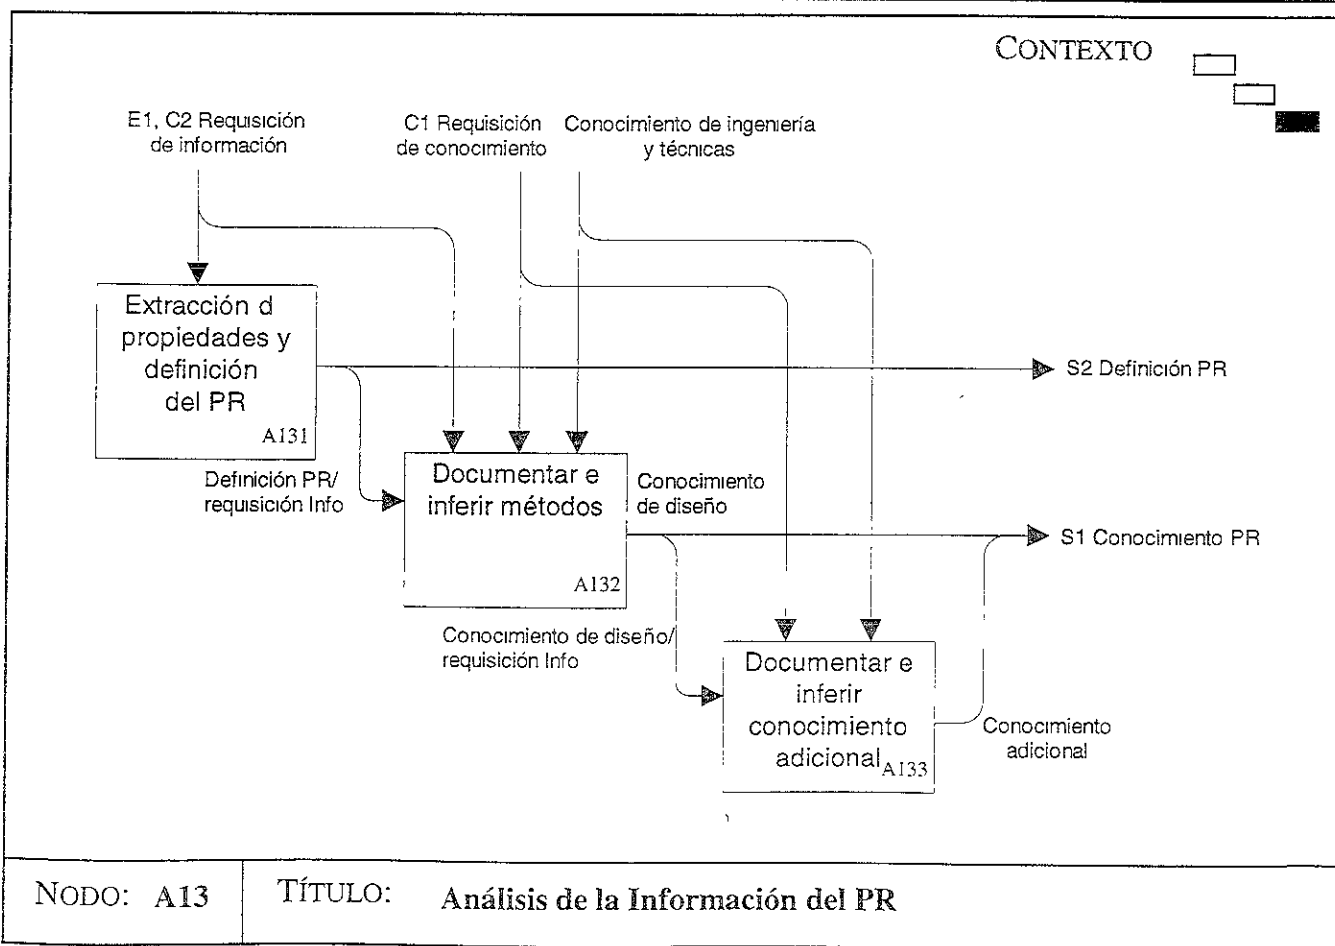 CONTEXTO
E1, C2 Requisición
de información
C1 Requisición
de conocimiento
Conocimiento de ingeniería
y técnicas
Extracción d
propiedades y
definición
del PR
A131
S2 Definición PR
Definición PR/
requisición Info
Documentar e
inferir métodos
A132
Conocimiento
de diseño
S1 Conocimiento PR
Conocimiento de diseño/
requisición Info
Documentar e
inferir
conocimiento
adicional
A133
Conocimiento
adicional
NODO: A13
TÍTULO: Análisis de la Información del PR